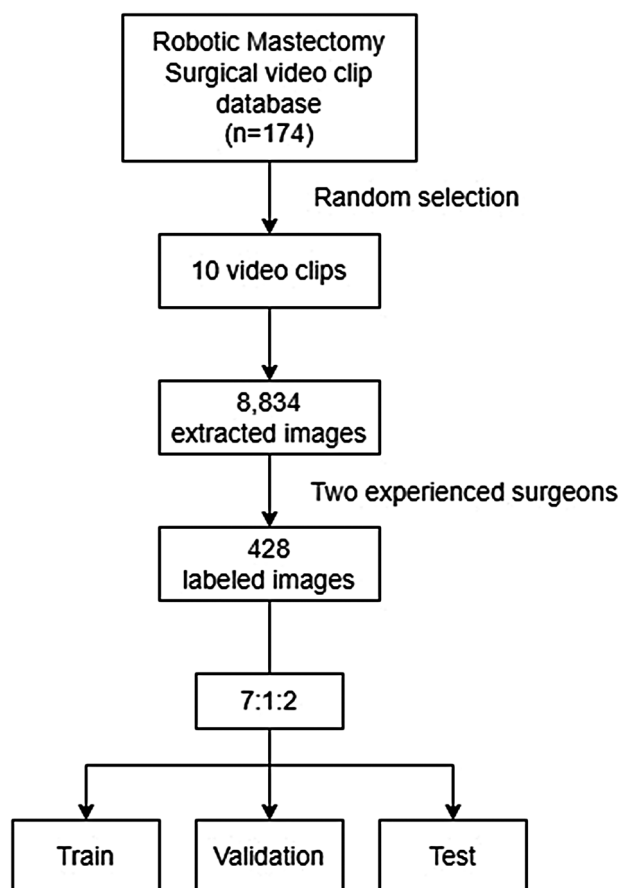 Robotic Mastectomy
Surgical video clip
database
(n=174)
Random selection
10 video clips
8,834
extracted images
Two experienced surgeons
428
labeled images
7:1:2
Train
Validation
Test